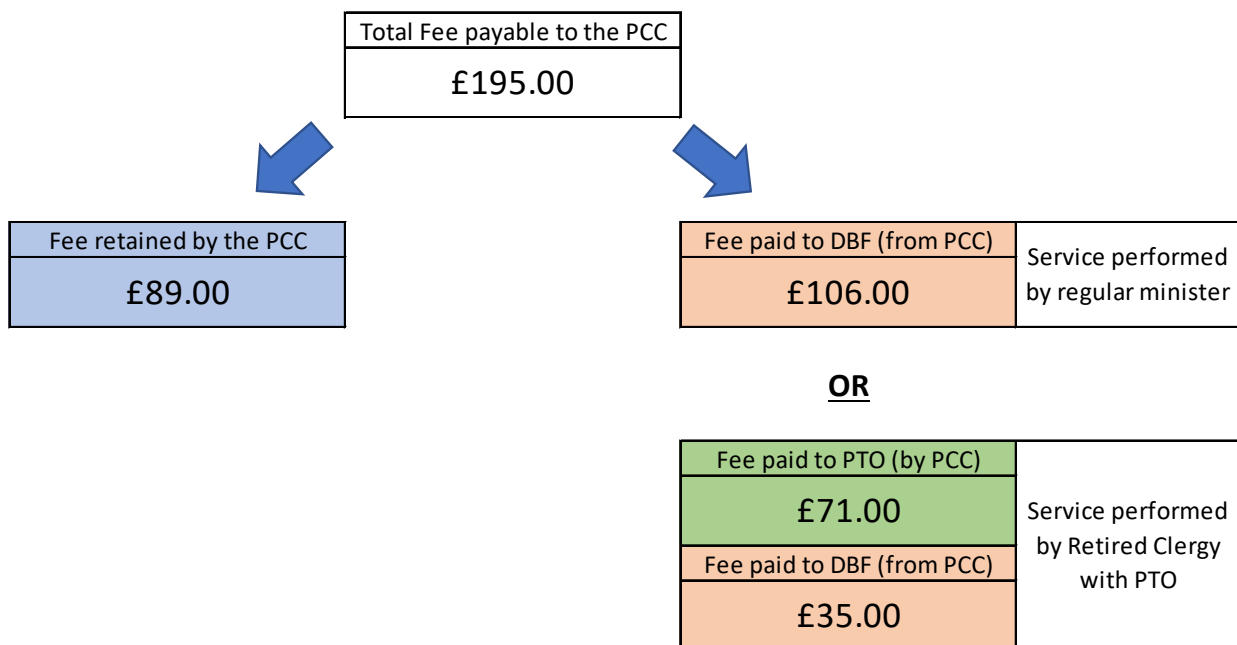 Total Fee payable to the PCC
£195.00
Fee retained by the PCC
£89.00
Fee paid to DBF (from PCC)
£106.00
Service performed
by regular minister
OR
Fee paid to PTO (by PCC)
£71.00
Fee paid to DBF (from PCC)
£35.00
Service performed
by Retired Clergy
with PTO